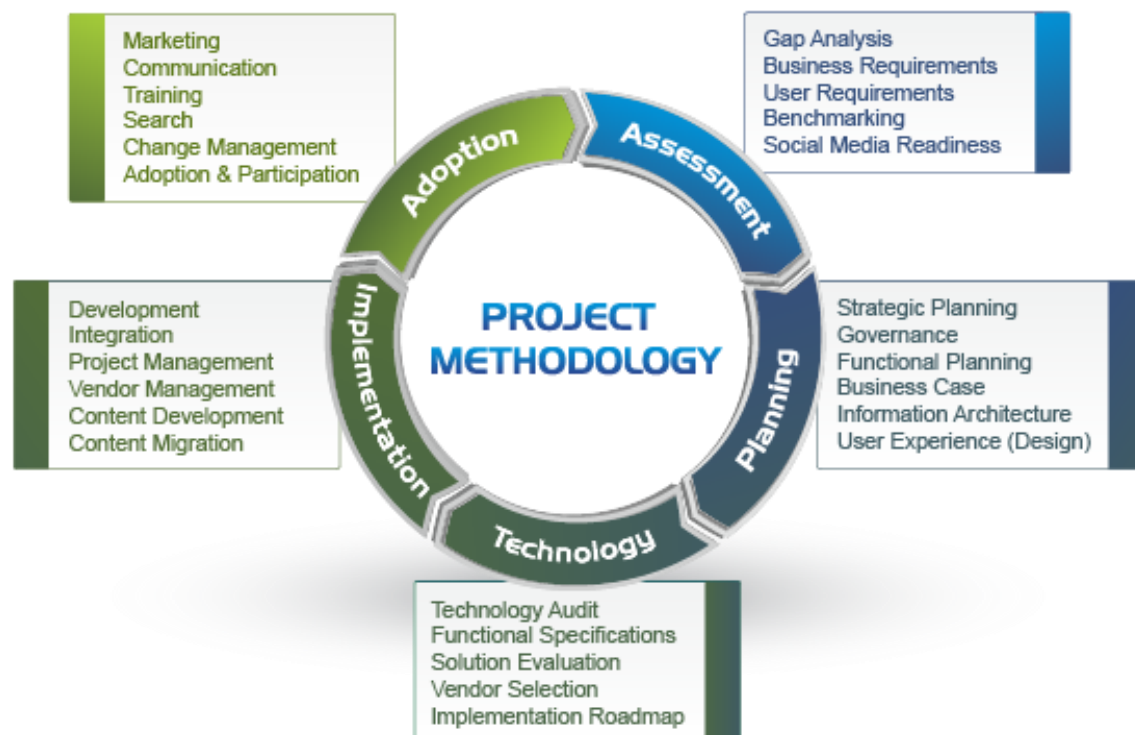 Marketing
Communication
Training
Search
Change Management
Adoption & Participation
Gap Analysis
Business Requirements
User Requirements
Benchmarking
Social Media Readiness
Adoption
Assessment
PROJECT
METHODOLOGY
Implementation
Planning
Technology
Development
Integration
Project Management
Vendor Management
Content Development
Content Migration
Strategic Planning
Governance
Functional Planning
Business Case
Information Architecture
User Experience (Design)
Technology Audit
Functional Specifications
Solution Evaluation
Vendor Selection
Implementation Roadmap